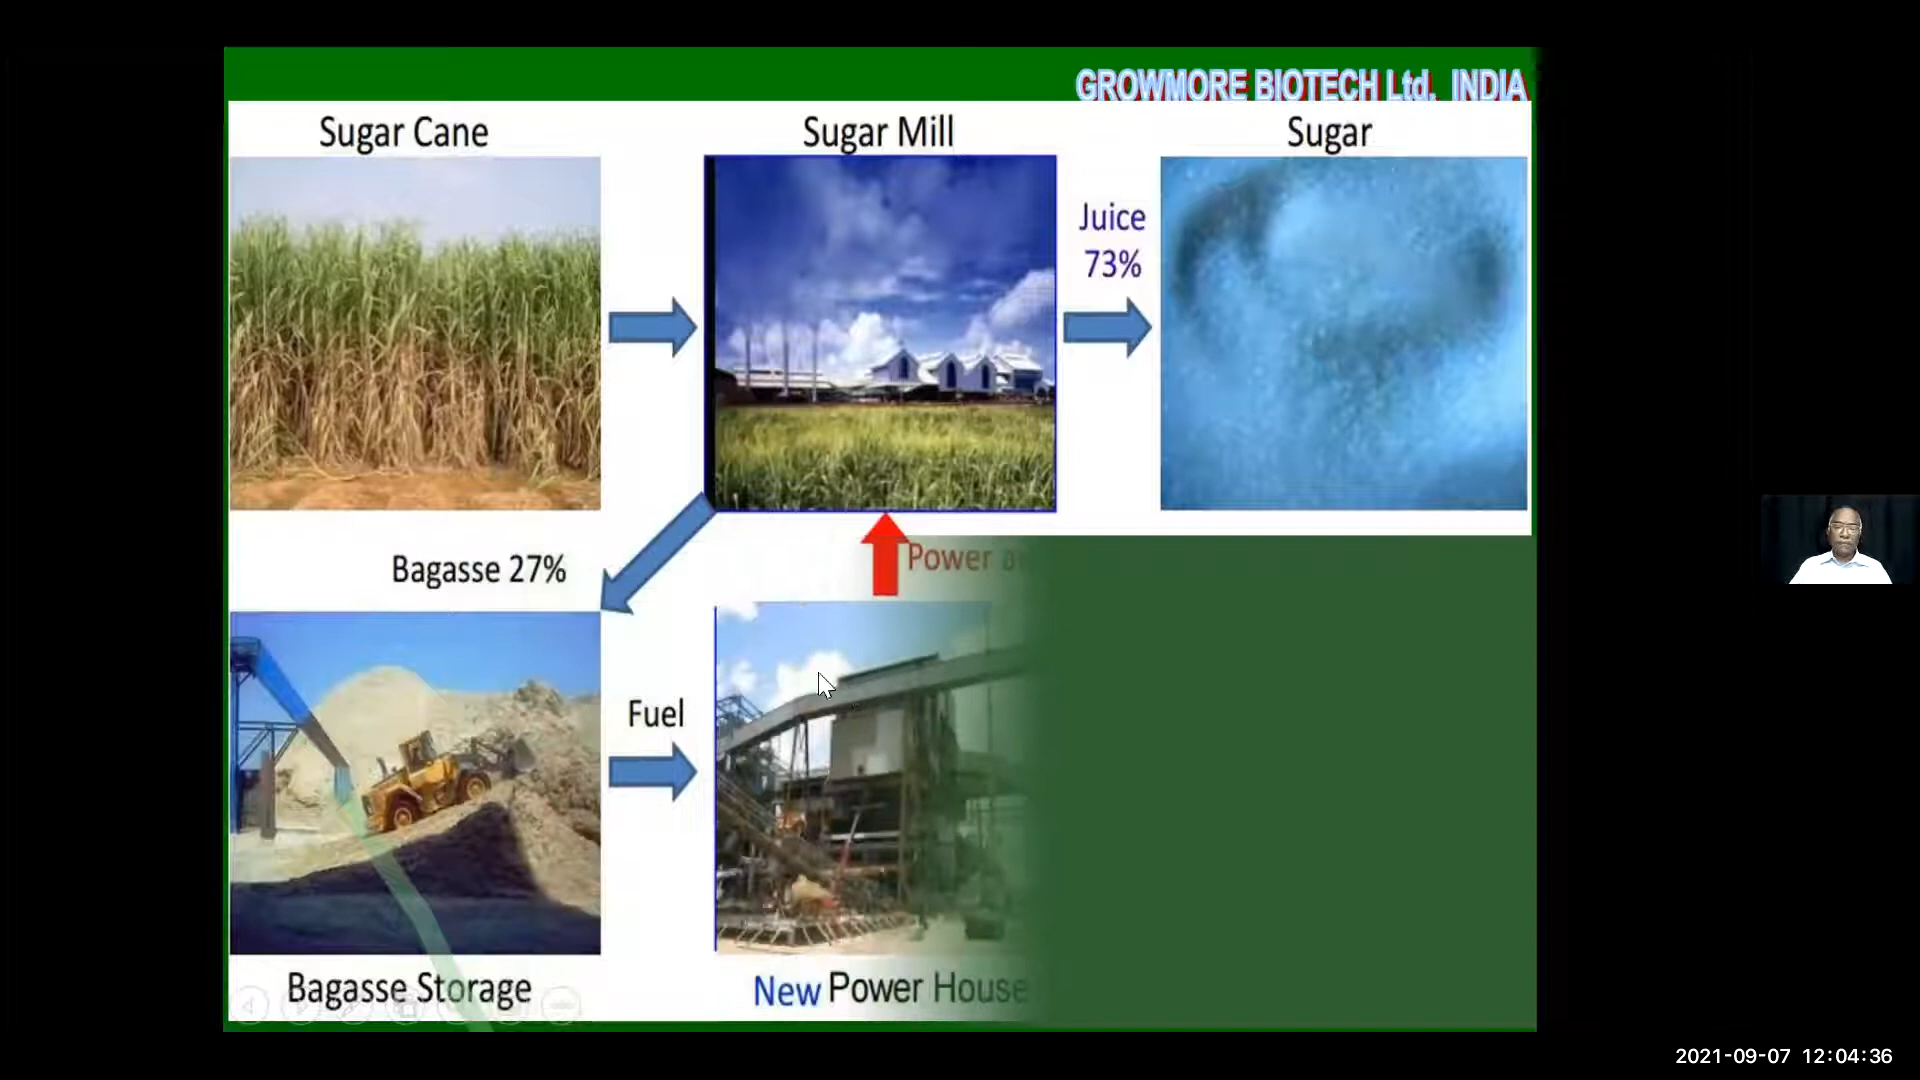 GROWMORE BIOTECH Ltd. INDIA
Sugar Cane
Sugar Mill
Sugar
Juice
73%
Bagasse 27%
Power
Fuel
Bagasse Storage
New Power House
2021-09-07 12:04:36